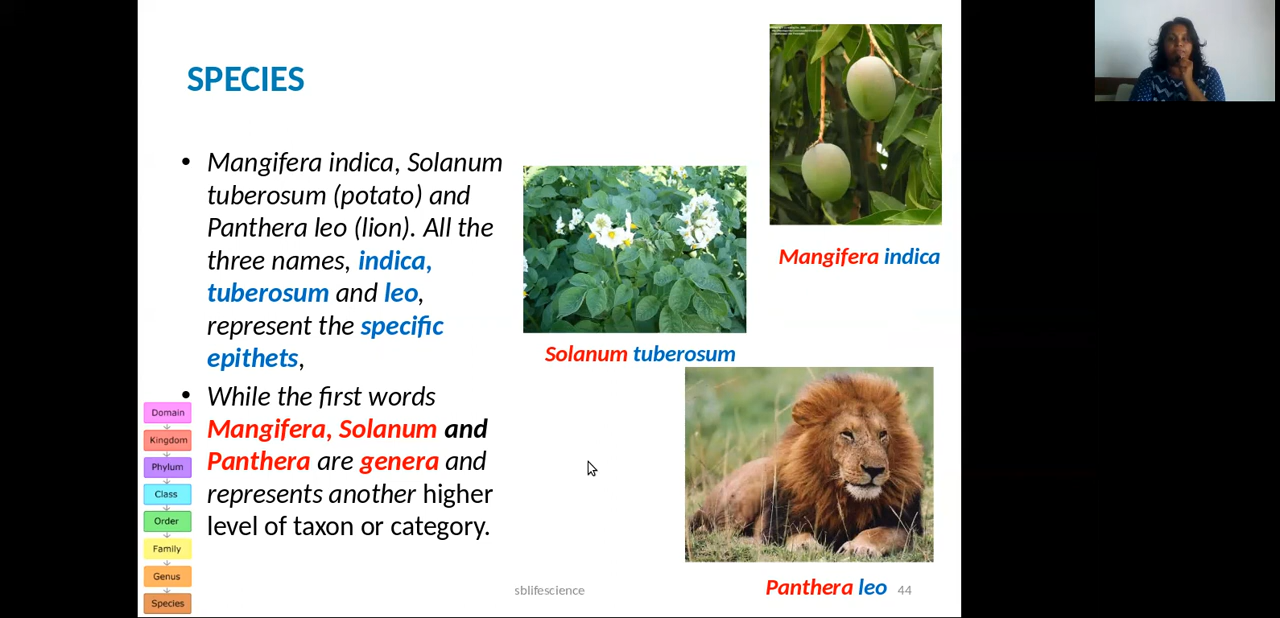 SPECIES
• Mangifera indica, Solanum
tuberosum (potato) and
Panthera leo (lion). All the
three names, indica,
tuberosum and leo,
represent the specific
epithets,
• While the first words
Mangifera, Solanum and
Panthera are genera and
represents another higher
level of taxon or category.
Mangifera indica
Solanum tuberosum
Panthera leo
Domain
Kingdom
Phylum
Class
Order
Family
Genus
Species
sblifescience
44